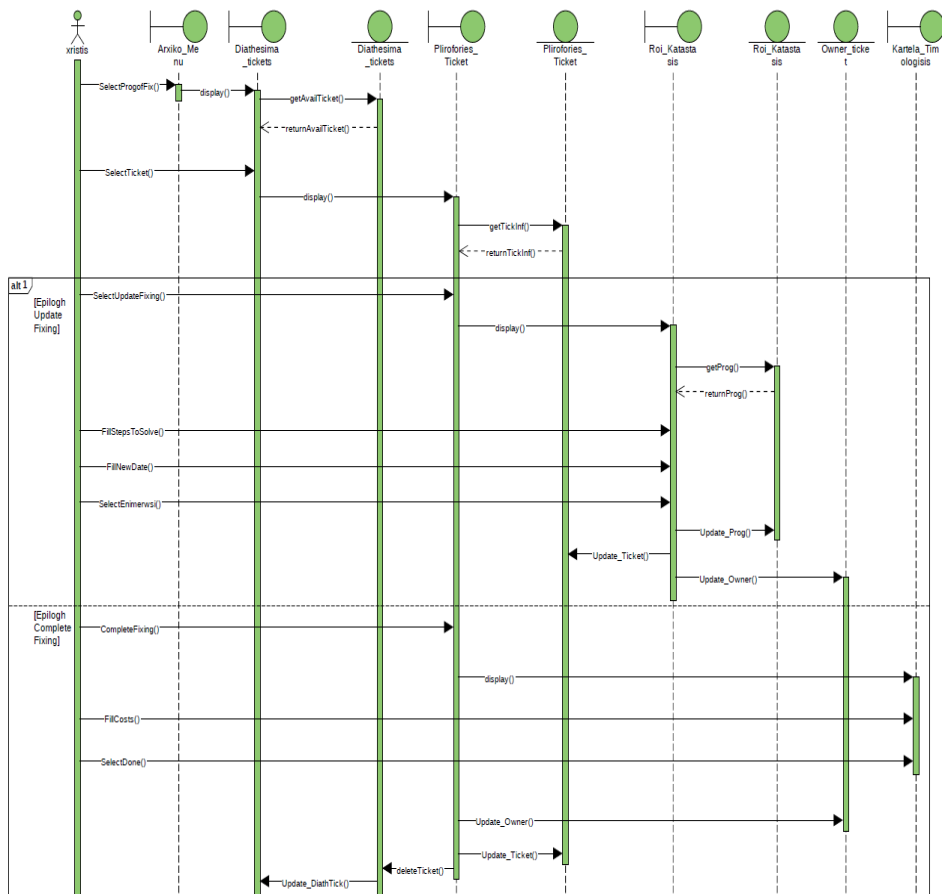 xristis
Arxiko_Me
nu
Diathesima
_tickets
Diathesima
_tickets
Plirofories_
Ticket
Plirofories_
Ticket
Roi_Katasta
sis
Roi_Katasta
sis
Owner_ticke
t
Kartela_Tim
ologisis
SelectProgofFix()
display()
getAvailTicket()
returnAvailTicket()
SelectTicket()
display()
getTickInf()
returnTickInf()
alt 1
[Epilogh
Update
Fixing]
SelectUpdateFixing()
display()
getProg()
returnProg()
FillStepsToSolve()
FillNewDate()
SelectEnimerwsi()
Update_Prog()
Update_Ticket()
Update_Owner()
[Epilogh
Complete
Fixing]
CompleteFixing()
display()
FillCosts()
SelectDone()
Update_Owner()
Update_Ticket()
deleteTicket()
Update_DiathTick()